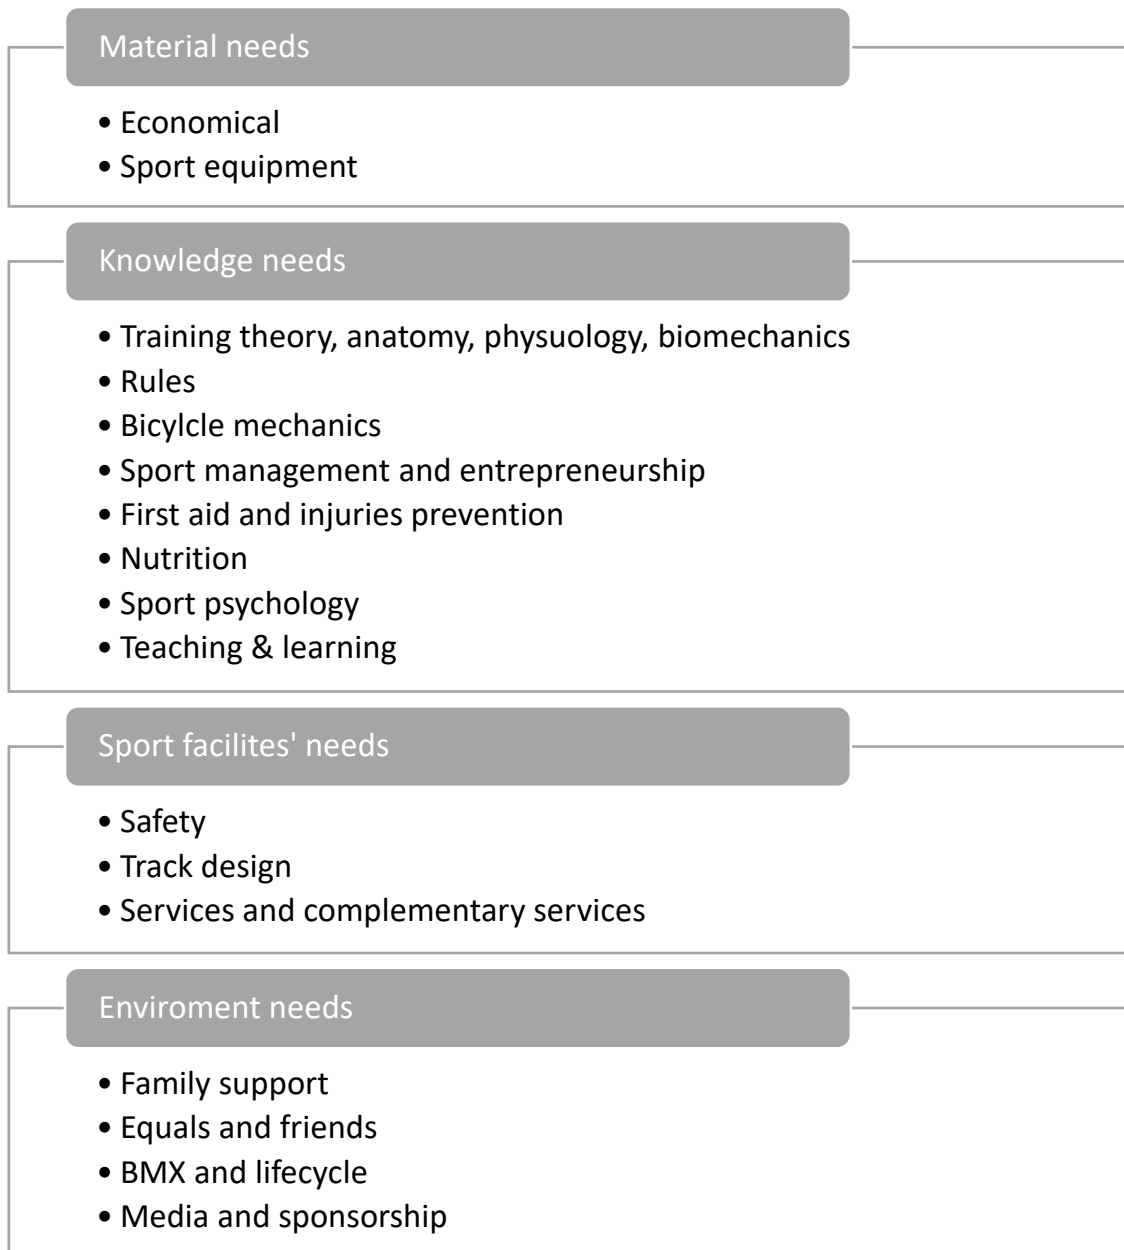 Material needs
• Economical
• Sport equipment
Knowledge needs
• Training theory, anatomy, physuology, biomechanics
• Rules
• Bicylcle mechanics
• Sport management and entrepreneurship
• First aid and injuries prevention
• Nutrition
• Sport psychology
• Teaching & learning
Sport facilites' needs
• Safety
• Track design
• Services and complementary services
Enviroment needs
• Family support
• Equals and friends
• BMX and lifecycle
• Media and sponsorship